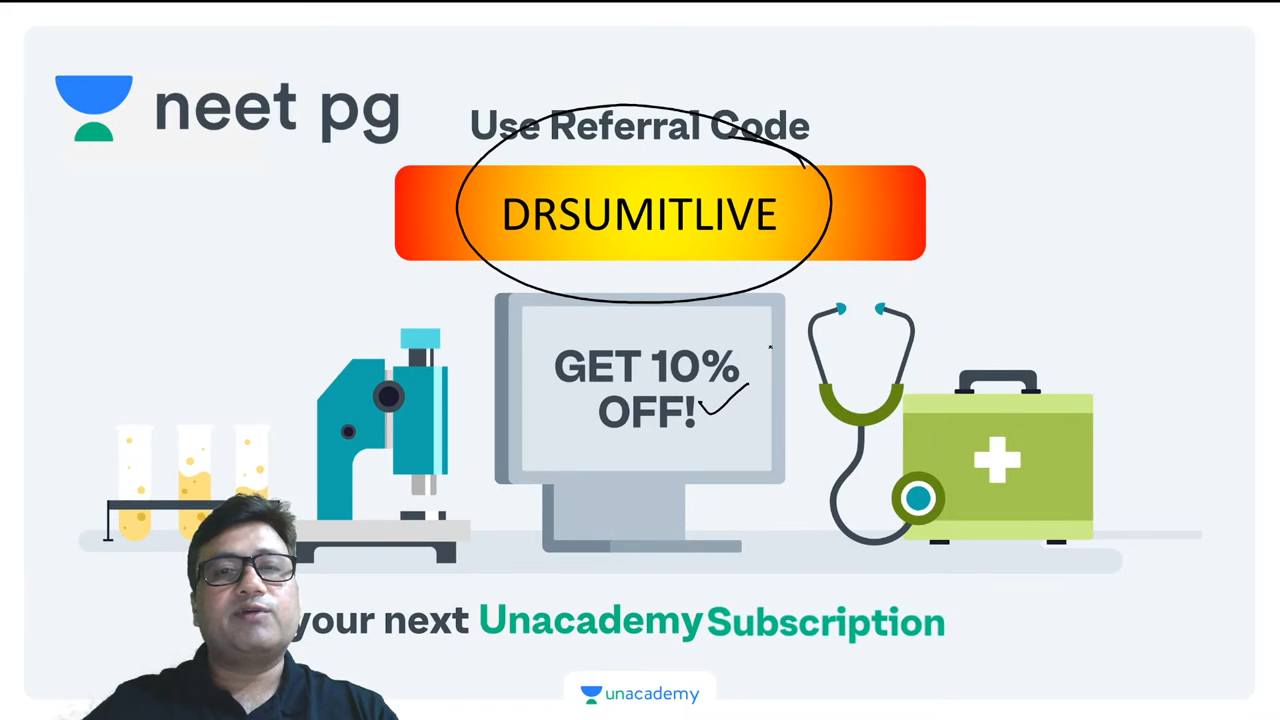 neet pg
Use Referral Code
DRSUMITLIVE
GET 10%
OFF!
your next Unacademy Subscription
unacademy